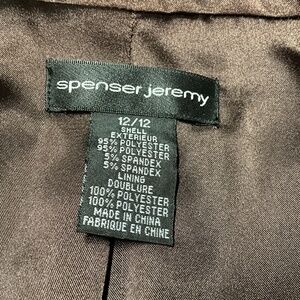 spenser jeremy
12/12
SHELL
EXTERIEUR
95% POLYESTER
95% POLYESTER
5% SPANDEX
5% SPANDEX
LINING
DOUBLURE
100% POLYESTER
100% POLYESTER
MADE IN CHINA
FABRIQUE EN CHINE